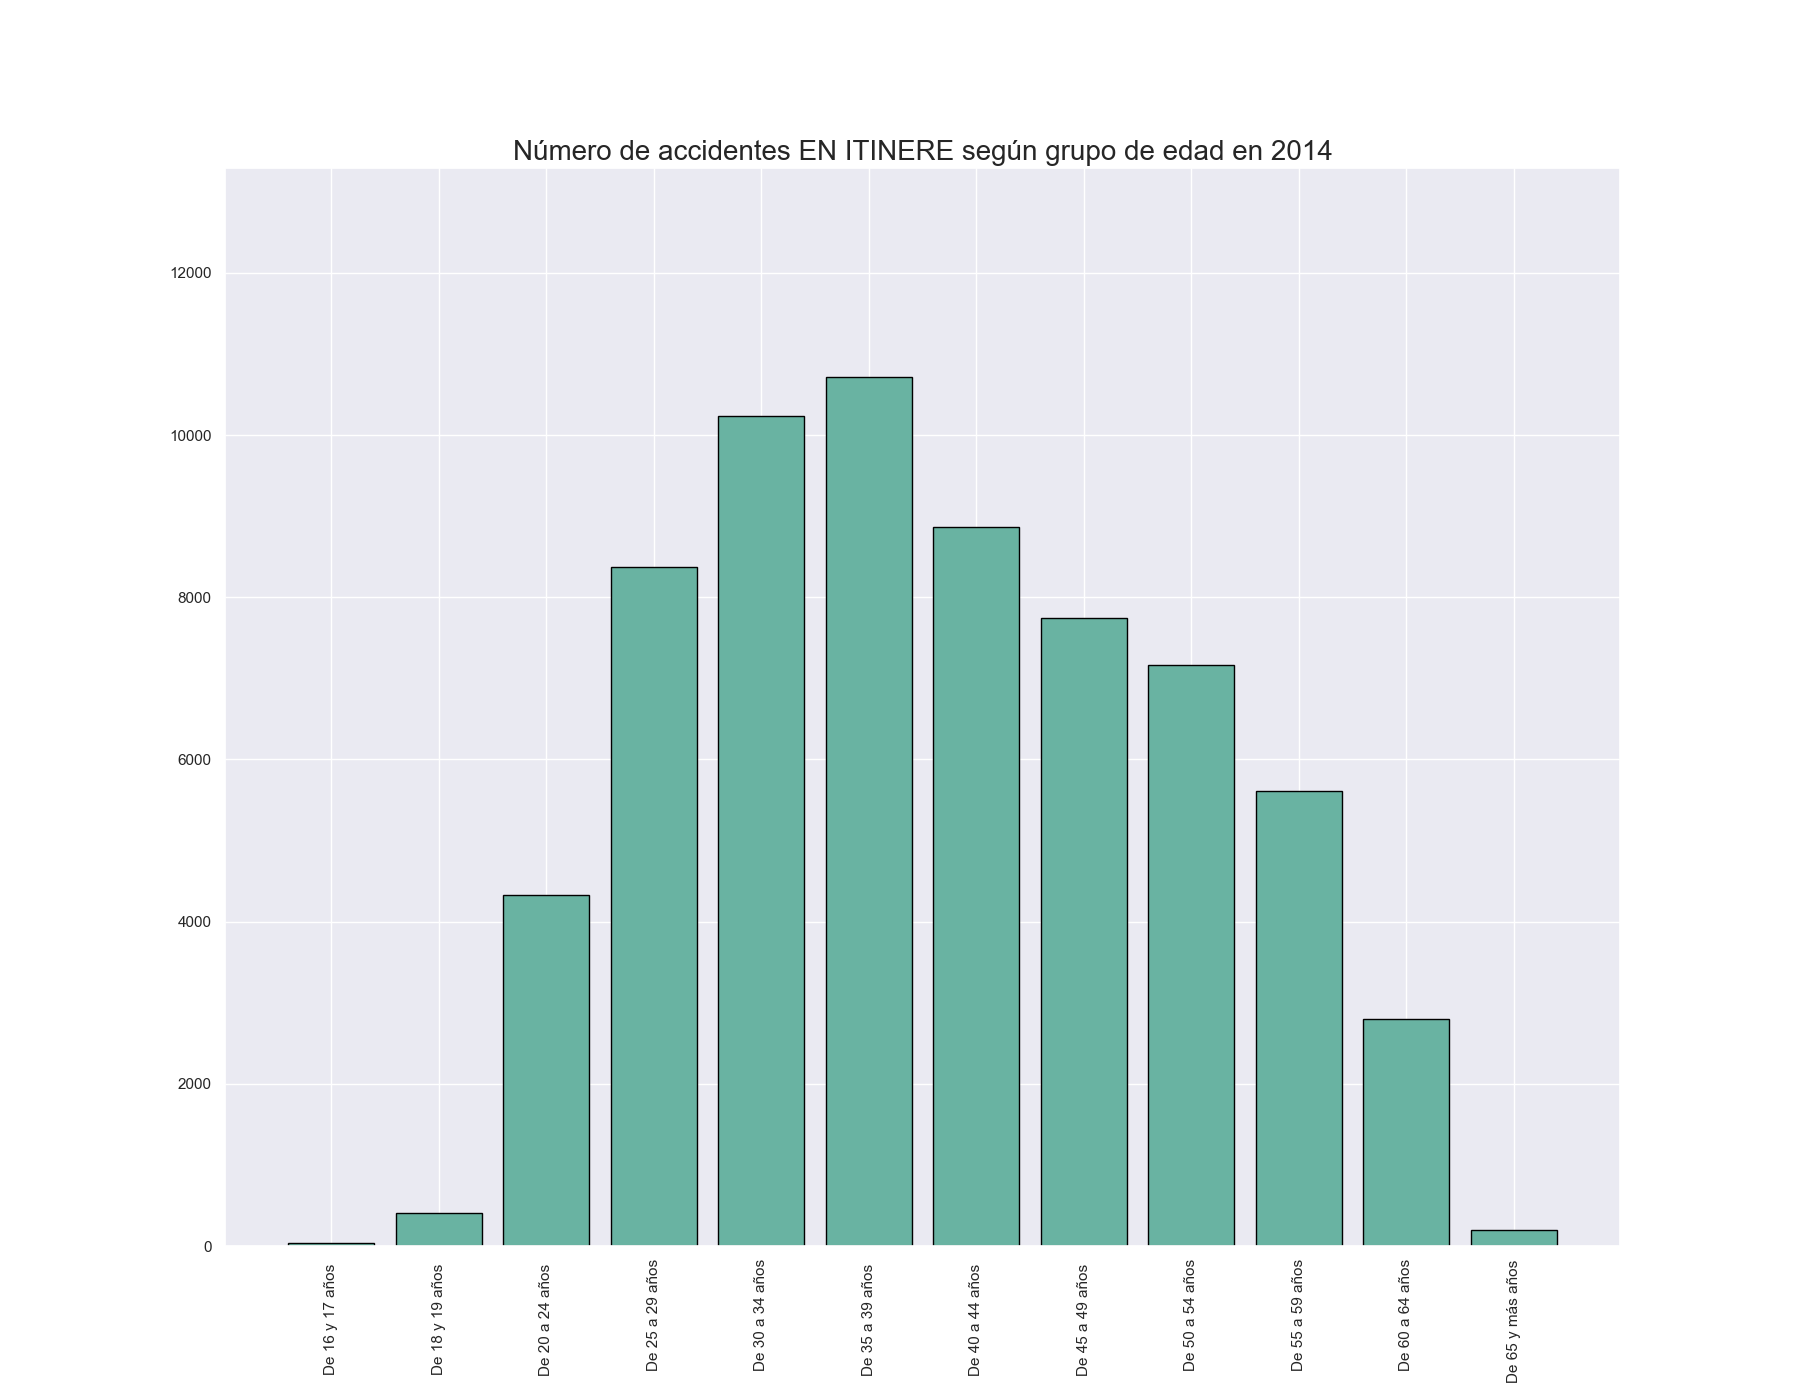 Número de accidentes EN ITINERE según grupo de edad en 2014
12000
10000
8000
6000
4000
2000
0
De 16 y 17 años
De 18 y 19 años
De 20 a 24 años
De 25 a 29 años
De 30 a 34 años
De 35 a 39 años
De 40 a 44 años
De 45 a 49 años
De 50 a 54 años
De 55 a 59 años
De 60 a 64 años
De 65 y más años